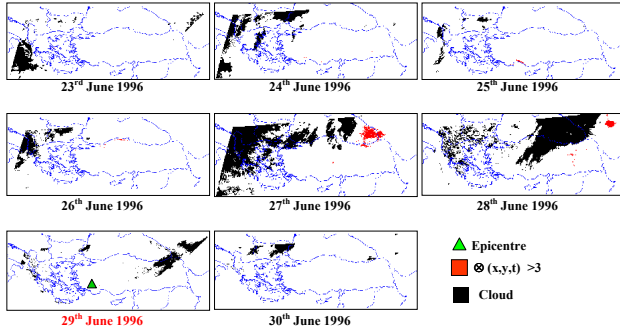 23rd June 1996
24th June 1996
25th June 1996
26th June 1996
27th June 1996
28th June 1996
29th June 1996
30th June 1996
Epicentre
⊗ (x,y,t) >3
Cloud